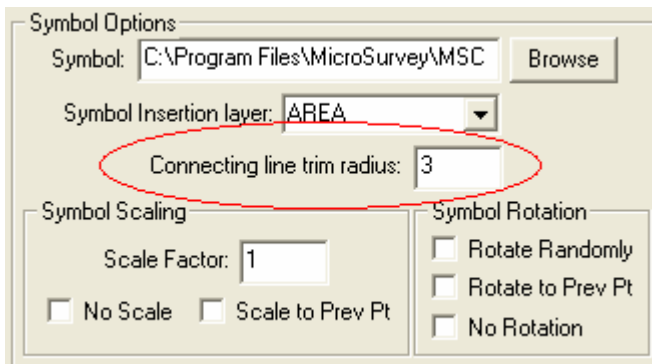 Symbol Options
Symbol: C:\Program Files\MicroSurvey\MSC Browse
Symbol Insertion layer: AREA
Connecting line trim radius: 3
Symbol Scaling
Scale Factor: 1
No Scale Scale to Prev Pt
Symbol Rotation
Rotate Randomly
Rotate to Prev Pt
No Rotation